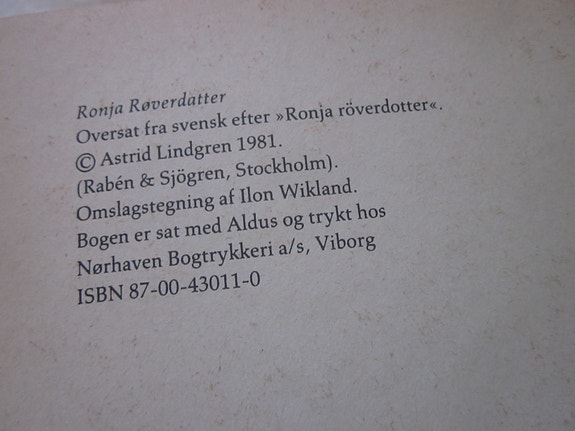 Ronja Røverdatter
Oversat fra svensk efter »Ronja röverdotter«.
© Astrid Lindgren 1981.
(Rabén & Sjögren, Stockholm).
Omslagstegning af Ilon Wikland.
Bogen er sat med Aldus og trykt hos
Nørhaven Bogtrykkeri a/s, Viborg
ISBN 87-00-43011-0